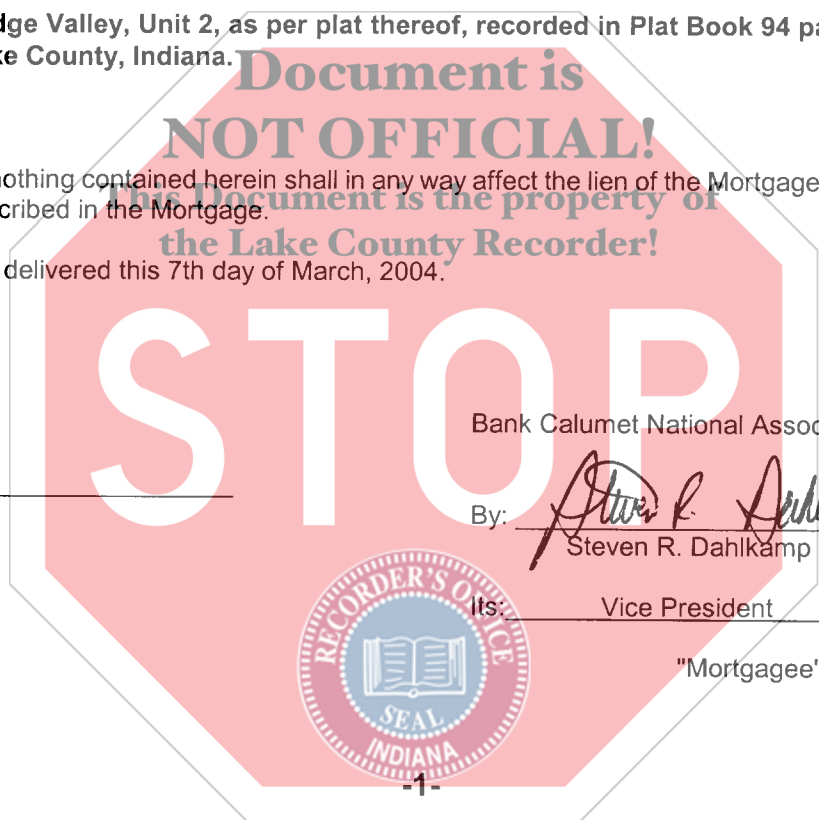 dge Valley, Unit 2, as per plat thereof, recorded in Plat Book 94 pa
ke County, Indiana.
Document is
NOT OFFICIAL!
nothing contained herein shall in any way affect the lien of the Mortgage
This Document is the property of
cribed in the Mortgage.
the Lake County Recorder!
delivered this 7th day of March, 2004.
STOP
Bank Calumet National Assoc
By: Steven R. Dahl
Steven R. Dahlkamp
Its: Vice President
"Mortgagee"
RECORDER'S OFFICE
SEAL
INDIANA
-1-